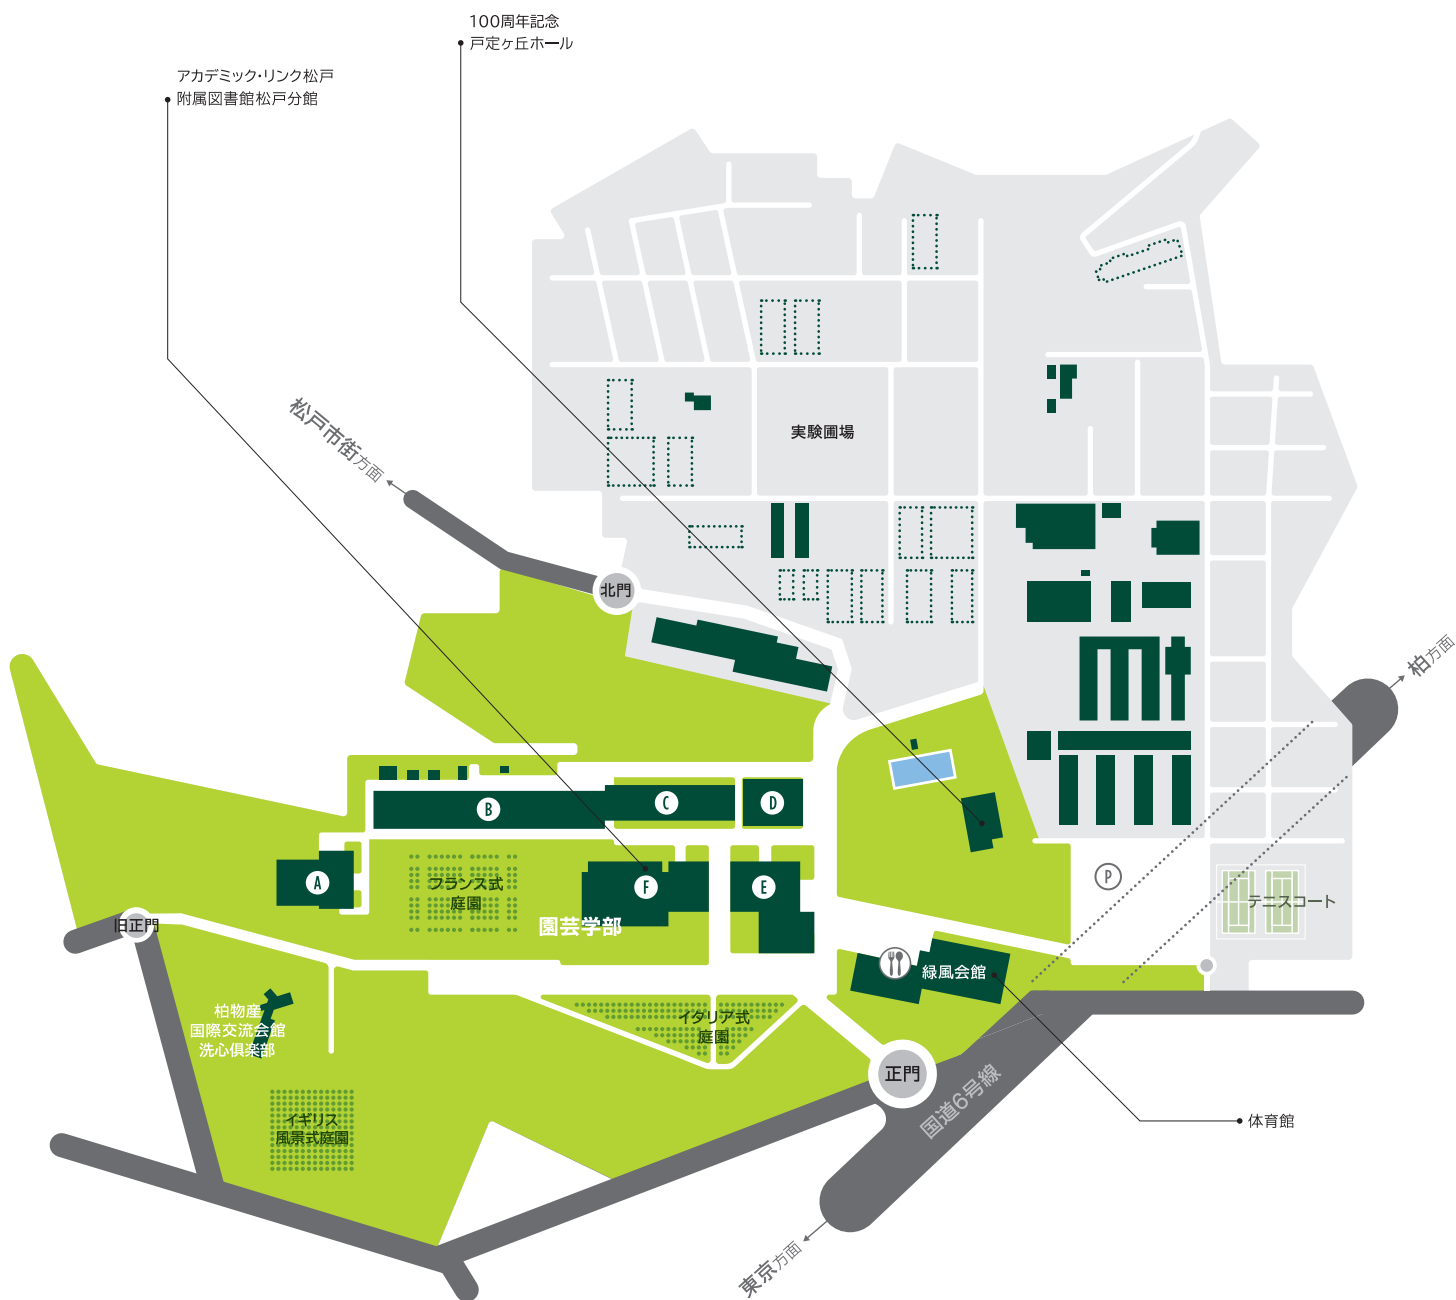 100周年記念
戸定ヶ丘ホール
アカデミック・リンク松戸
附属図書館松戸分館
松戸市街方面
実験圃場
北門
柏方面
B
C
D
A
フランス式
庭園
F
E
P
テニスコート
園芸学部
旧正門
緑風会館
柏物産
国際交流会館
洗心倶楽部
イタリア式
庭園
正門
国道6号線
体育館
イギリス
風景式庭園
東京方面